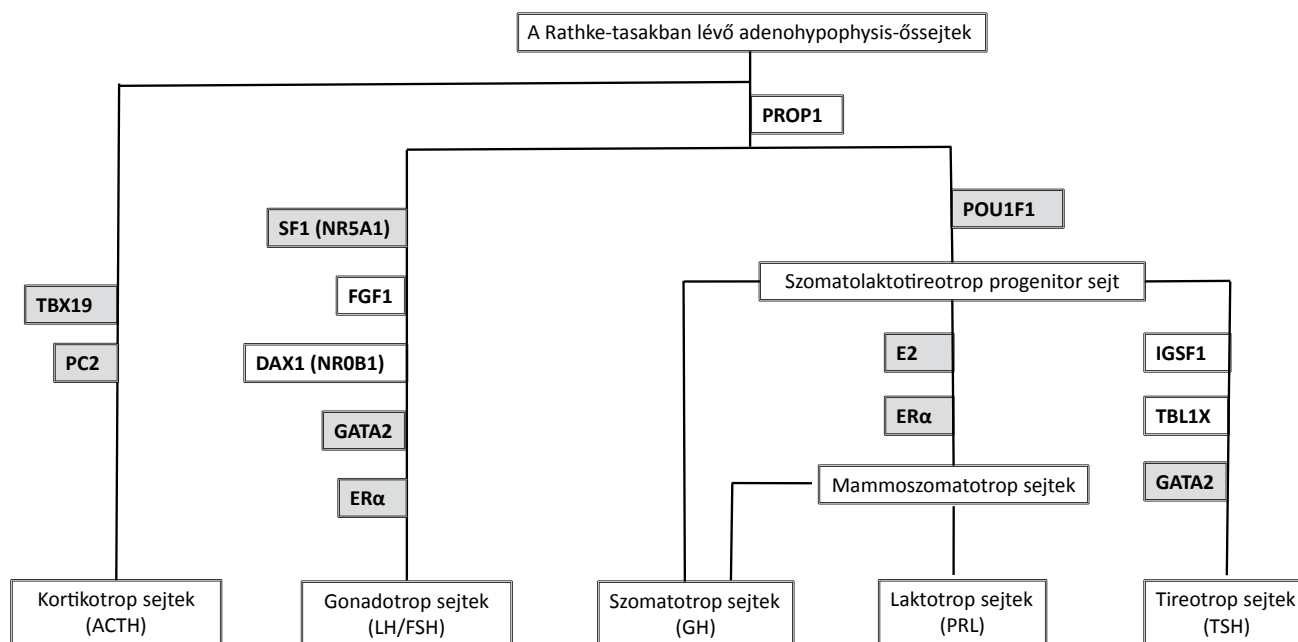 A Rathke-tasakban lévő adenohypophysis-őssejtek
PROP1
SF1 (NR5A1)
POU1F1
Szomatolaktotireotrop progenitor sejt
TBX19
FGF1
PC2
DAX1 (NR0B1)
E2
IGSF1
GATA2
ERα
TBL1X
ERα
Mammoszomatotrop sejtek
GATA2
Kortikotrop sejtek
(ACTH)
Gonadotrop sejtek
(LH/FSH)
Szomatotrop sejtek
(GH)
Laktotrop sejtek
(PRL)
Tireotrop sejtek
(TSH)